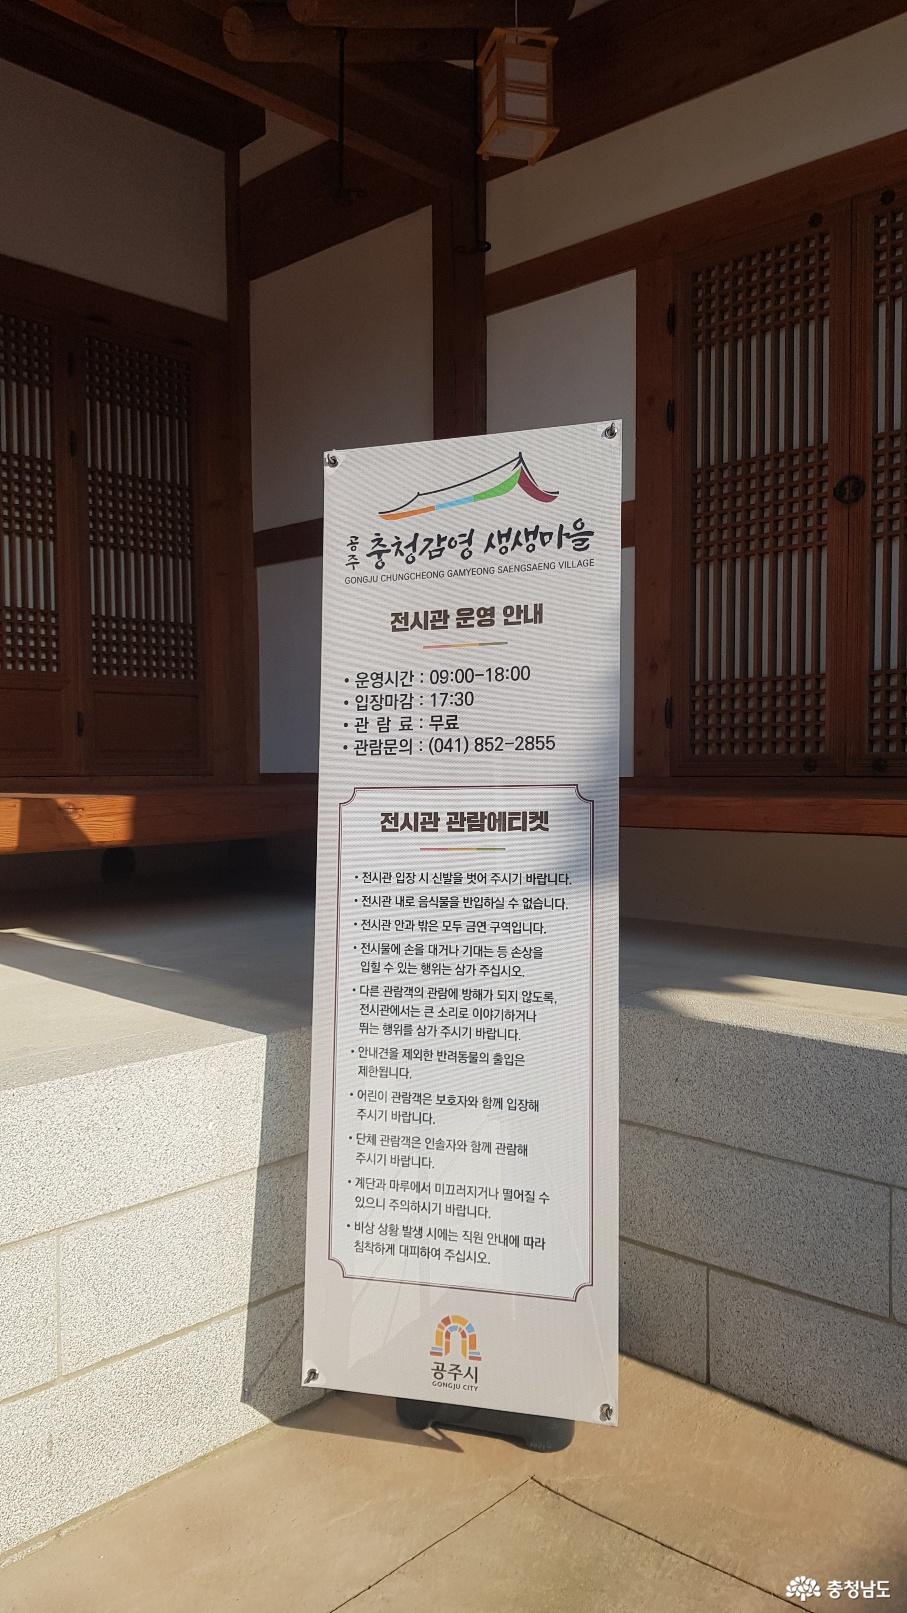 공주 충청감영 생생마을
GONGJU CHUNGCHEONG GAMYEONG SAENGSAENG VILLAGE
전시관 운영 안내
• 운영시간 : 09:00-18:00
• 입장마감 : 17:30
• 관 람 료 : 무료
• 관람문의 : (041) 852-2855
전시관 관람에티켓
• 전시관 입장 시 신발을 벗어 주시기 바랍니다.
• 전시관 내로 음식물을 반입하실 수 없습니다.
• 전시관 안과 밖은 모두 금연 구역입니다.
• 전시물에 손을 대거나 기대는 등 손상을
입힐 수 있는 행위는 삼가 주십시오.
• 다른 관람객의 관람에 방해가 되지 않도록,
전시관에서는 큰 소리로 이야기하거나
뛰는 행위를 삼가 주시기 바랍니다.
• 안내견을 제외한 반려동물의 출입은
제한됩니다.
• 어린이 관람객은 보호자와 함께 입장해
주시기 바랍니다.
• 단체 관람객은 인솔자와 함께 관람해
주시기 바랍니다.
• 계단과 마루에서 미끄러지거나 떨어질 수
있으니 주의하시기 바랍니다.
• 비상 상황 발생 시에는 직원 안내에 따라
침착하게 대피하여 주십시오.
공주시
GONGJU CITY
충청남도